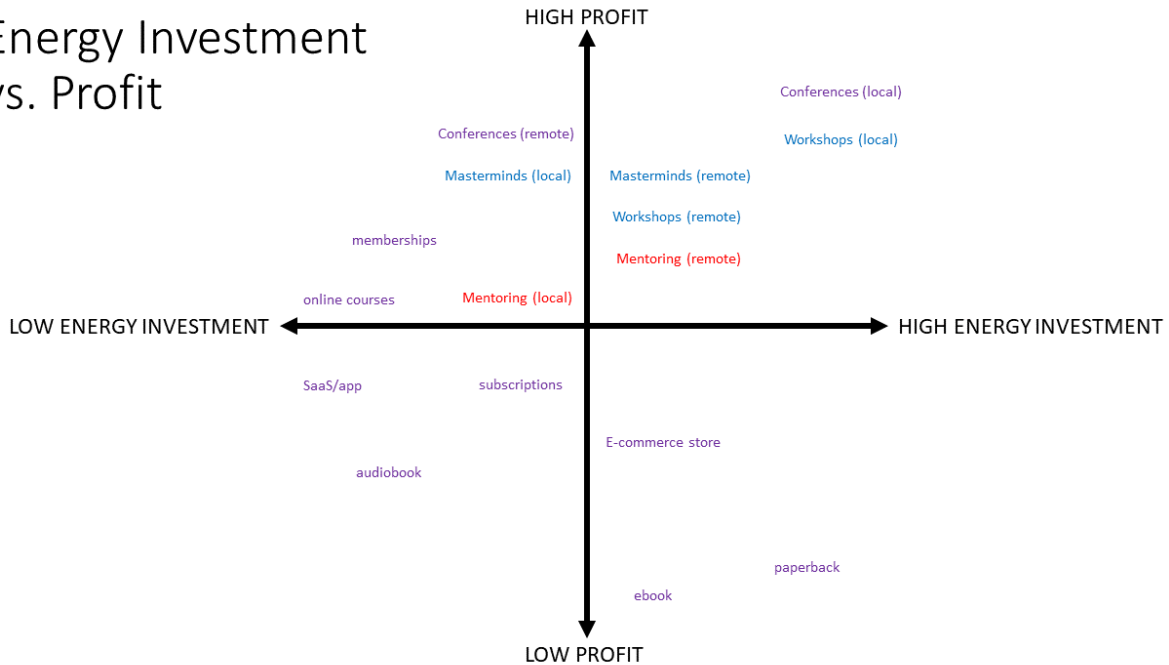 Energy Investment
vs. Profit
HIGH PROFIT
Conferences (local)
Conferences (remote)
Workshops (local)
Masterminds (local)
Masterminds (remote)
Workshops (remote)
memberships
Mentoring (remote)
online courses
Mentoring (local)
LOW ENERGY INVESTMENT
HIGH ENERGY INVESTMENT
SaaS/app
subscriptions
E-commerce store
audiobook
paperback
ebook
LOW PROFIT